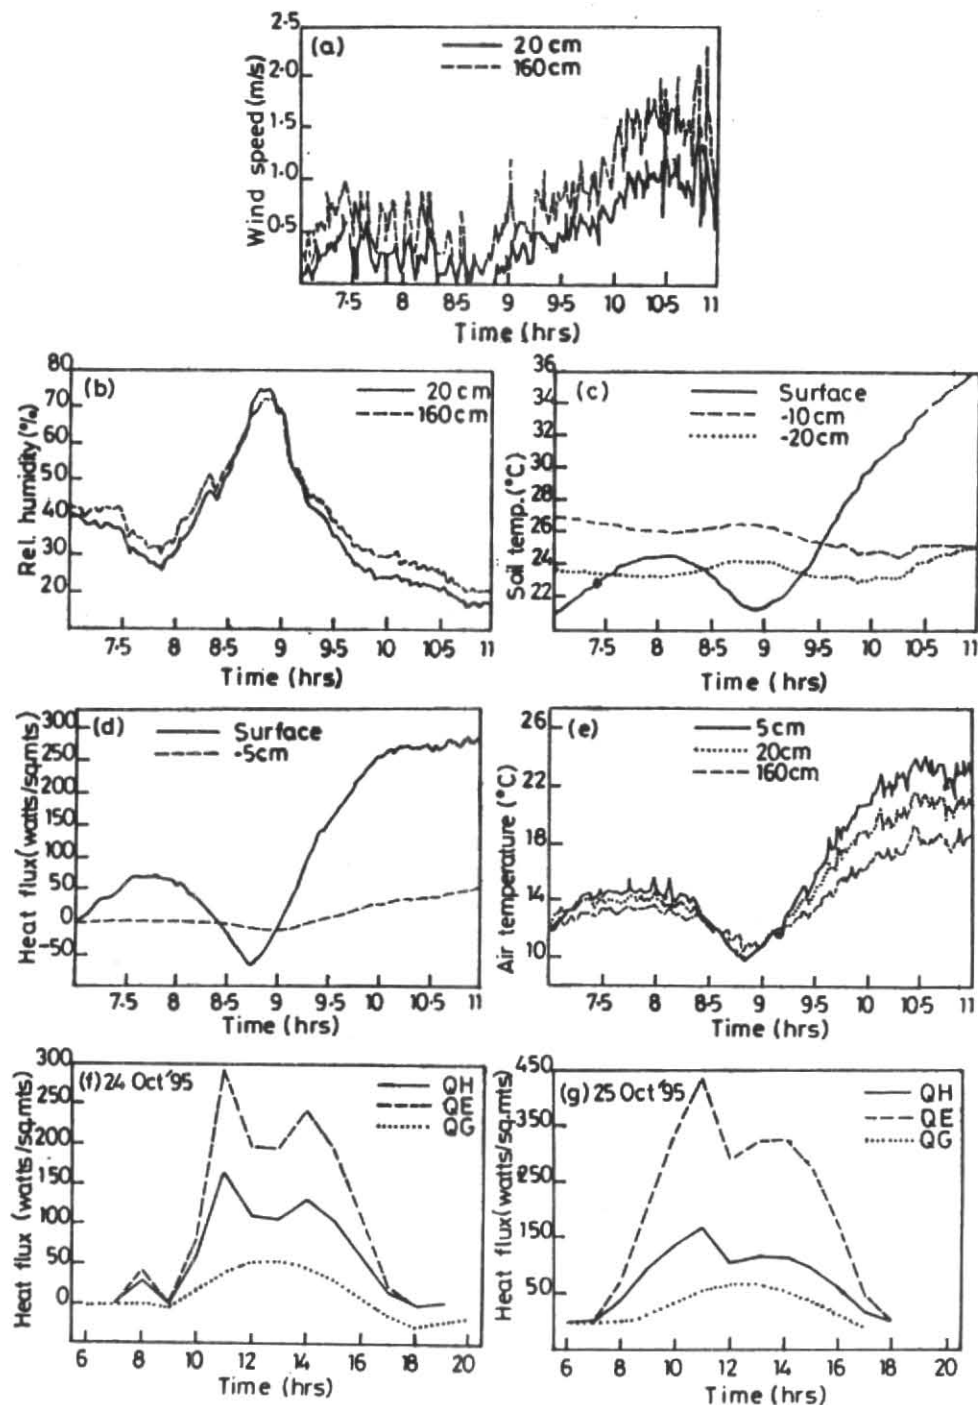 2.5
(a)
20 cm
160cm
2.0
1.5
1.0
0.5
Wind speed (m/s)
7.5 8 8.5 9 9.5 10 10.5 11
Time (hrs)
80
(b)
20 cm
160cm
70
60
50
40
30
20
Rel. humidity (%)
7.5 8 8.5 9 9.5 10 10.5 11
Time (hrs)
36
(c)
Surface
-10 cm
-20cm
34
32
30
28
26
24
22
Soil temp. (°C)
7.5 8 8.5 9 9.5 10 10.5 11
Time (hrs)
300
(d)
Surface
-5cm
250
200
150
100
50
0
-50
Heat flux (watts/sq.mts)
7.5 8 8.5 9 9.5 10 10.5 11
Time (hrs)
26
(e)
5 cm
20cm
160cm
22
18
14
10
Air temperature (°C)
7.5 8 8.5 9 9.5 10 10.5 11
Time (hrs)
300
(f) 24 Oct '95
QH
QE
QG
250
200
150
100
50
0
Heat flux (watts/sq.mts)
6 8 10 12 14 16 18 20
Time (hrs)
450
(g) 25 Oct '95
QH
QE
QG
350
250
150
50
Heat flux (watts/sq.mts)
6 8 10 12 14 16 18 20
Time (hrs)